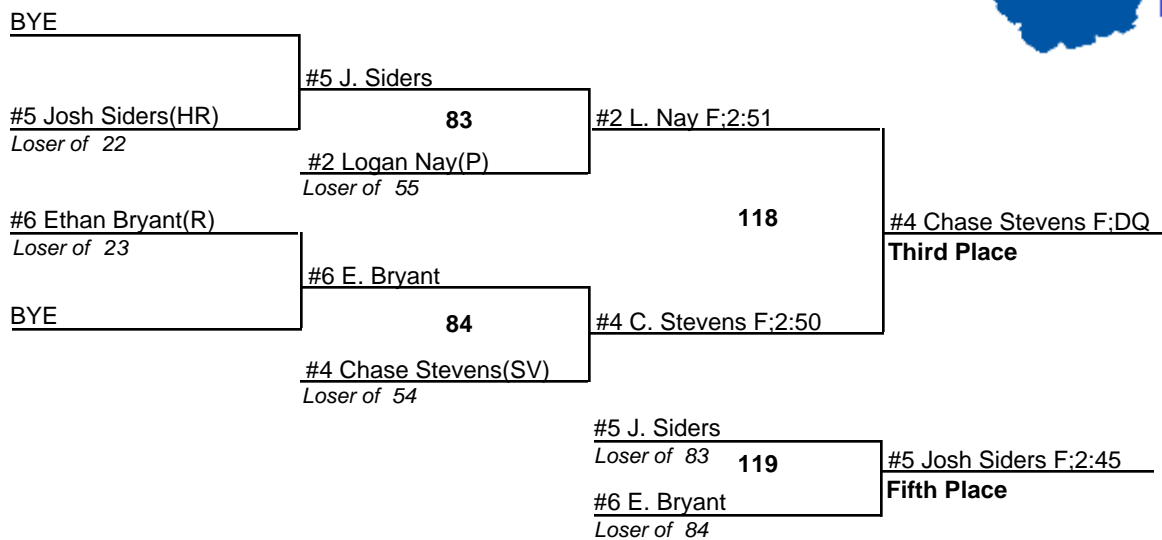 BYE
#5 J. Siders
#5 Josh Siders(HR)
83
#2 L. Nay F;2:51
Loser of 22
#2 Logan Nay(P)
Loser of 55
#6 Ethan Bryant(R)
118
#4 Chase Stevens F;DQ
Loser of 23
Third Place
#6 E. Bryant
BYE
84
#4 C. Stevens F;2:50
#4 Chase Stevens(SV)
Loser of 54
#5 J. Siders
Loser of 83
119
#5 Josh Siders F;2:45
Fifth Place
#6 E. Bryant
Loser of 84